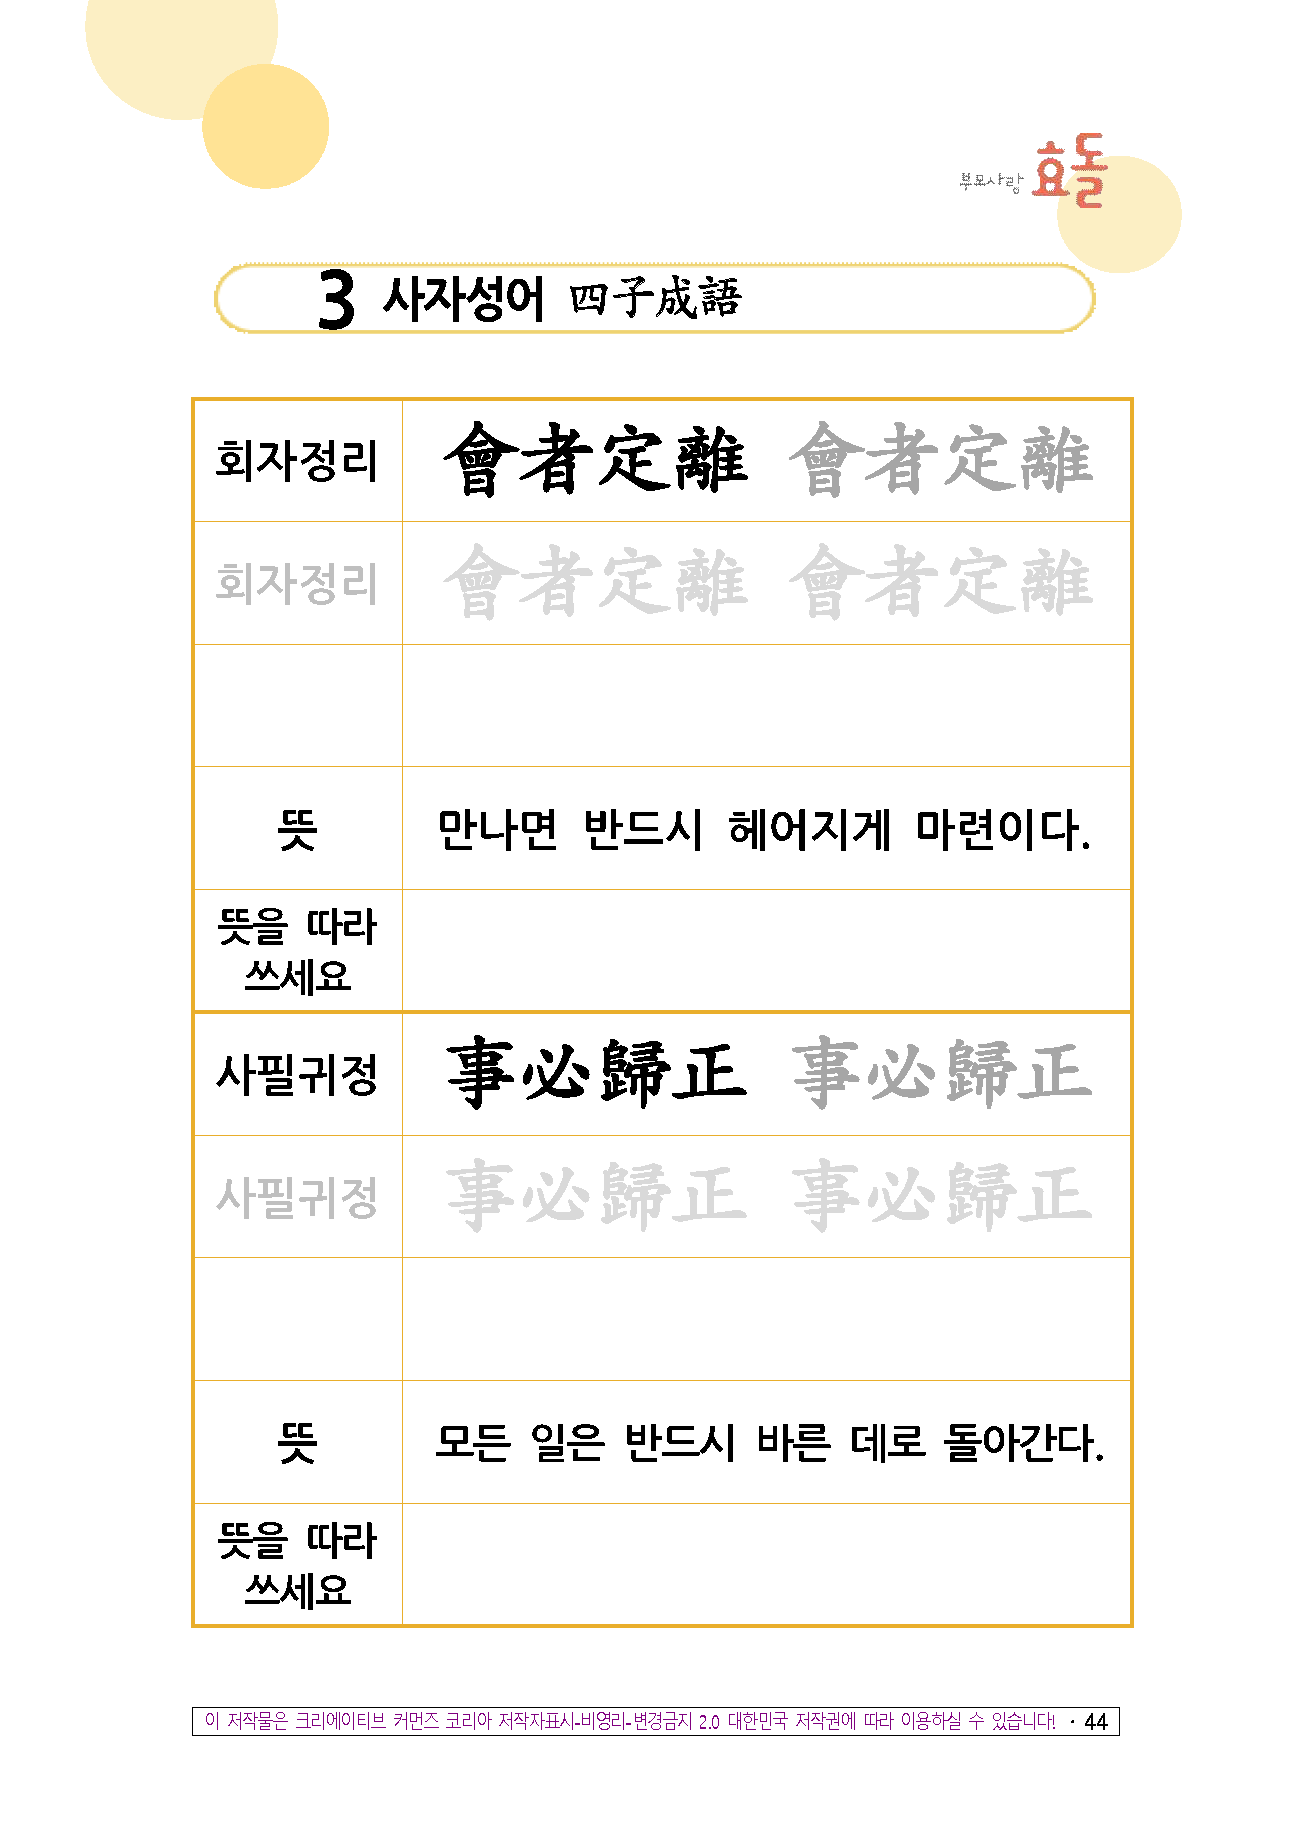 부모사랑 효돌
3 사자성어 四子成語
회자정리 會者定離 會者定離
회자정리 會者定離 會者定離
뜻 만나면 반드시 헤어지게 마련이다.
뜻을 따라
쓰세요
사필귀정 事必歸正 事必歸正
사필귀정 事必歸正 事必歸正
뜻 모든 일은 반드시 바른 데로 돌아간다.
뜻을 따라
쓰세요
이 저작물은 크리에이티브 커먼즈 코리아 저작자표시-비영리-변경금지 2.0 대한민국 저작권에 따라 이용하실 수 있습니다! · 44